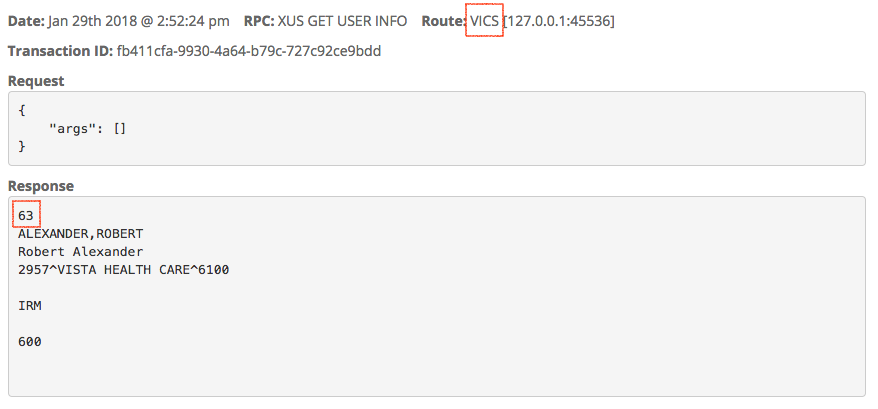 Date: Jan 29th 2018 @ 2:52:24 pm RPC: XUS GET USER INFO Route: VICS [127.0.0.1:45536]
Transaction ID: fb411cfa-9930-4a64-b79c-727c92ce9bdd
Request
{
    "args": []
}
Response
63
ALEXANDER,ROBERT
Robert Alexander
2957^VISTA HEALTH CARE^6100
IRM
600